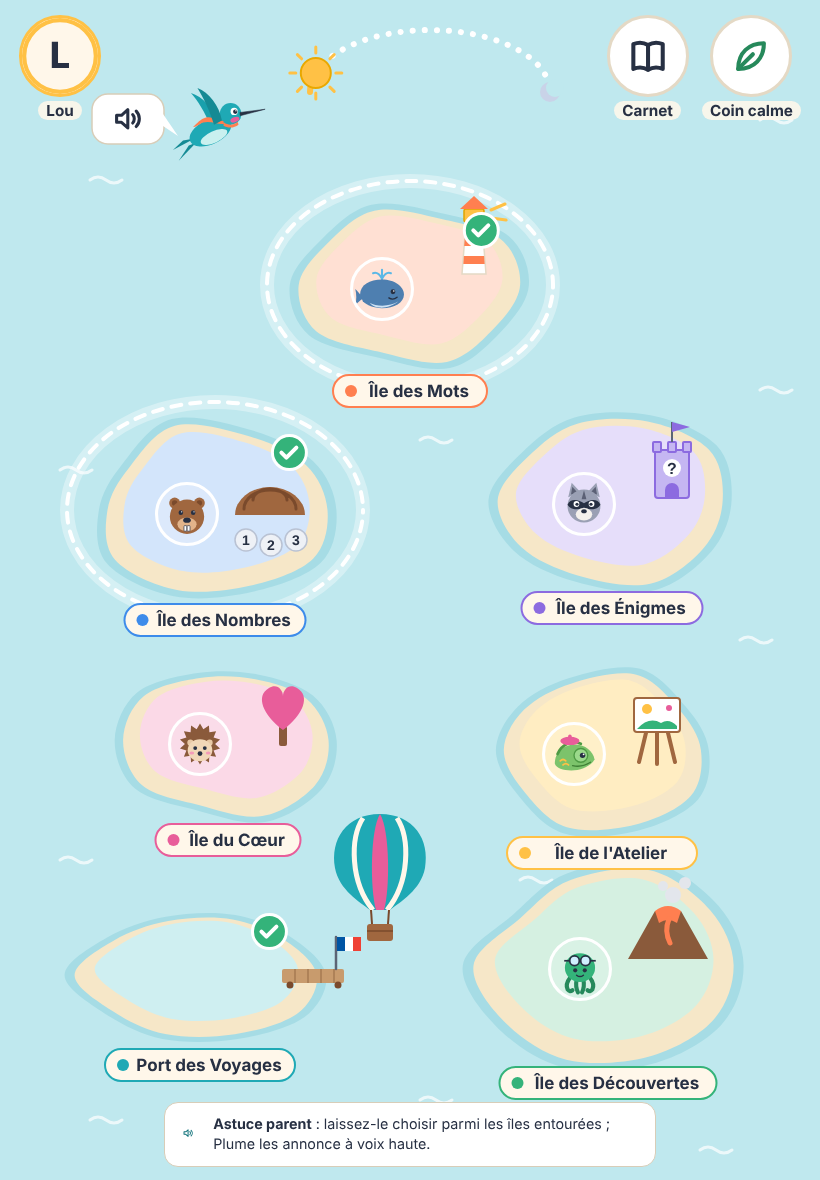 L
Lou
Carnet
Coin calme
Île des Mots
1 2 3
?
Île des Nombres
Île des Énigmes
Île du Cœur
Île de l'Atelier
Port des Voyages
Île des Découvertes
Astuce parent : laissez-le choisir parmi les îles entourées ;
Plume les annonce à voix haute.